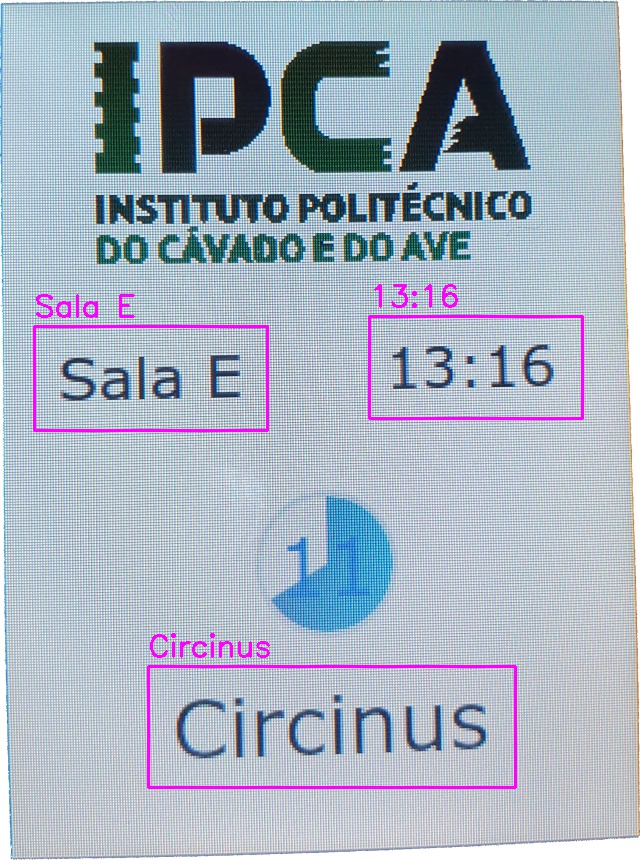 IPCA
INSTITUTO POLITÉCNICO
DO CÁVADO E DO AVE
Sala E 13:16
Sala E 13:16
11
Circinus
Circinus